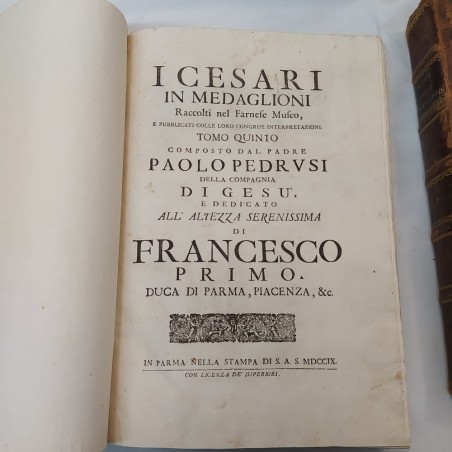 I CESARI
IN MEDAGLIONI
Raccolti nel Farnese Museo,
E PUBBLICATI COLLE LORO CONGRUE INTERPRETAZIONI.
TOMO QUINTO
COMPOSTO DAL PADRE
PAOLO PEDRVSI
DELLA COMPAGNIA
DI GESU'.
E DEDICATO
ALL' ALTEZZA SERENISSIMA
DI
FRANCESCO
PRIMO.
DUCA DI PARMA, PIACENZA, &c.
IN PARMA NELLA STAMPA DI S. A. S. MDCCIX.
CON LICENZA DE' SUPERIORI.